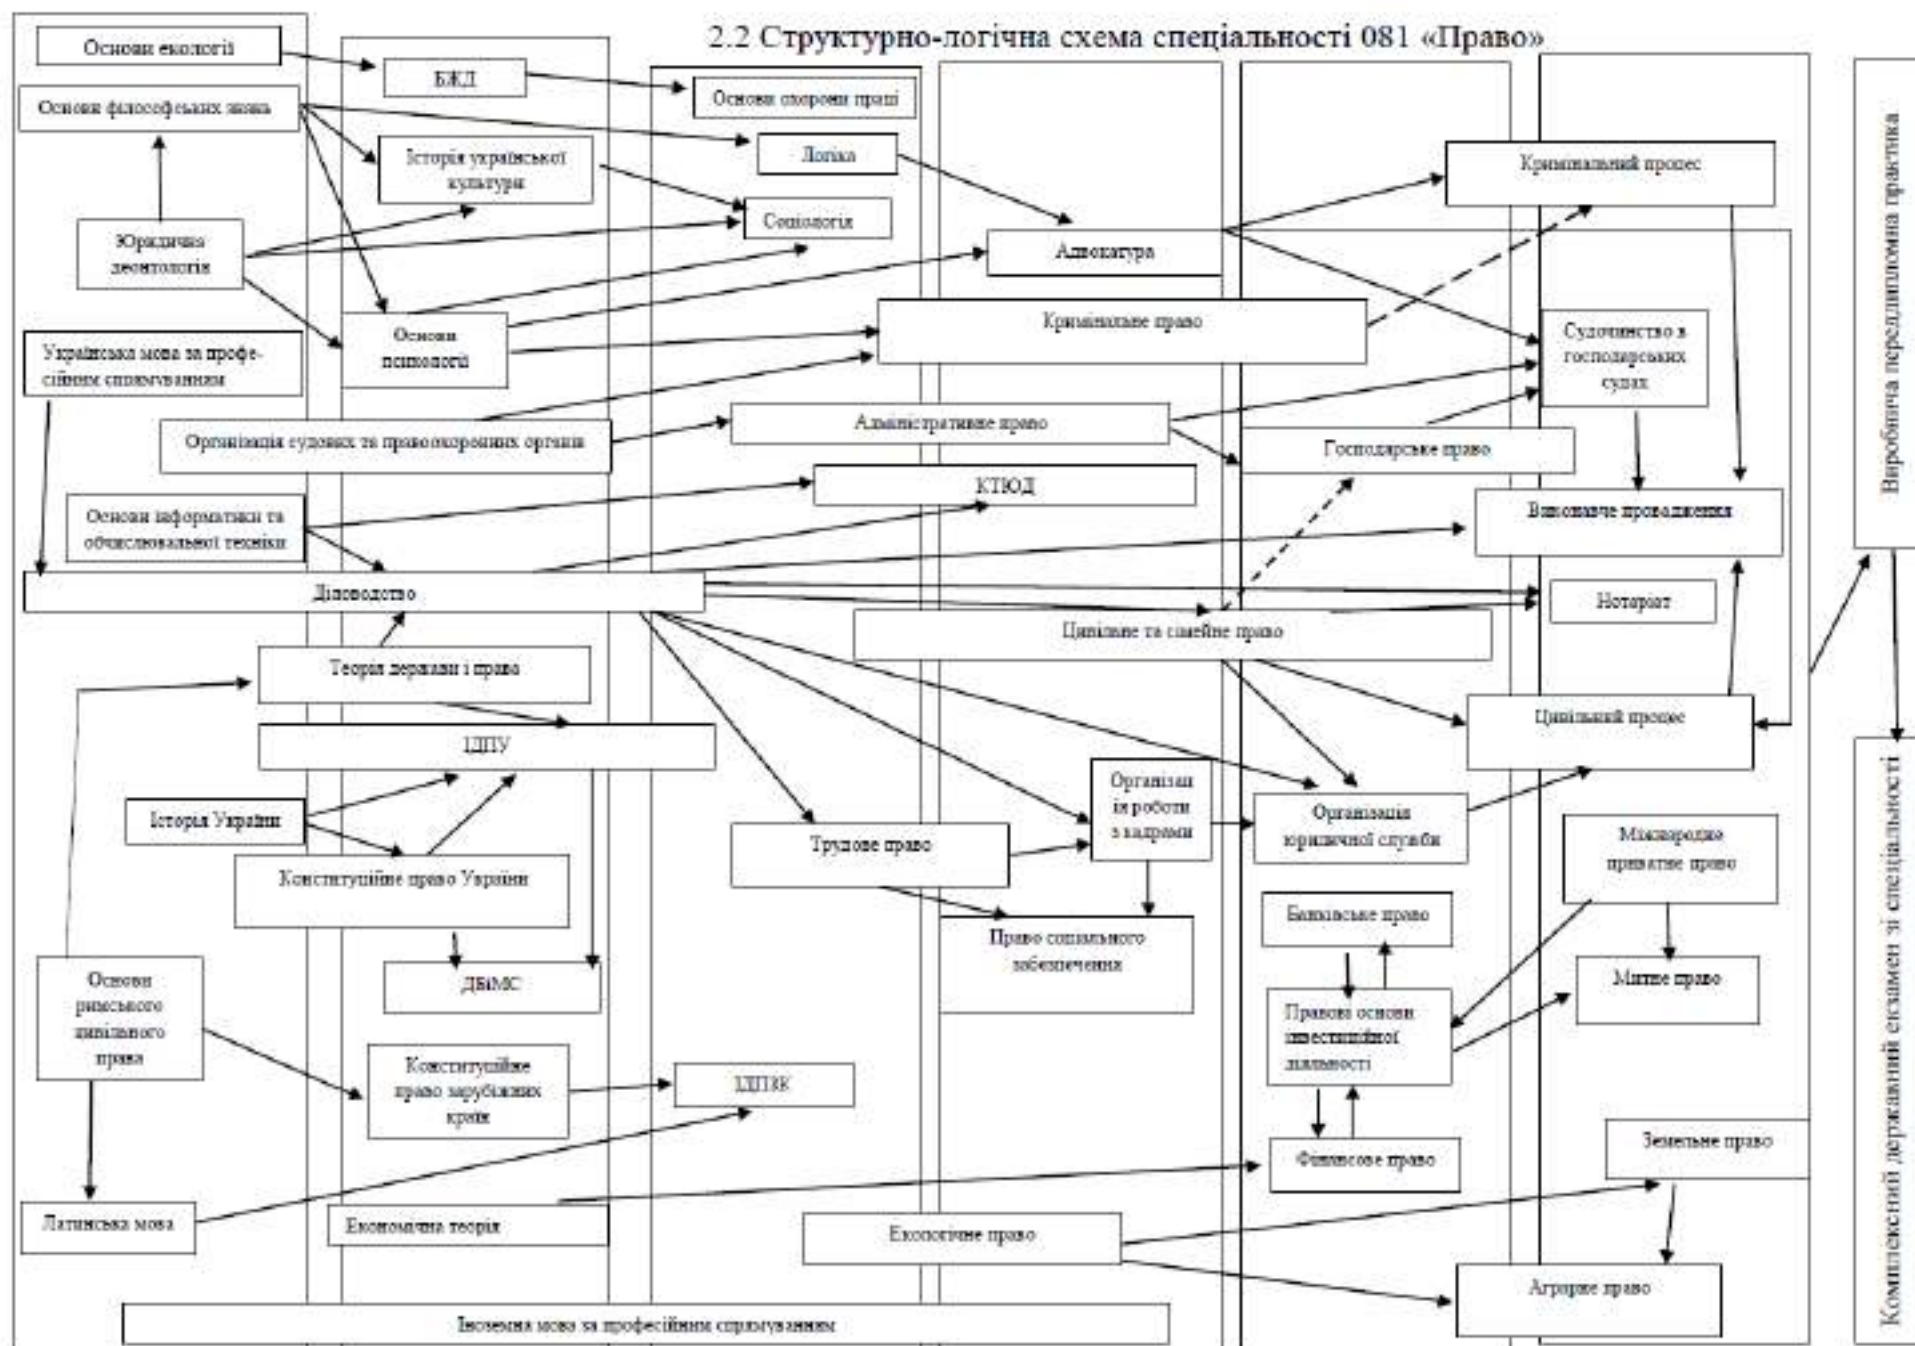 2.2 Структурно-логічна схема спеціальності 081 «Право»
Основи екології
БЖД
Основи охорони праці
Основи філософських знань
Історія української
культури
Логіка
Кримінальний процес
Соціологія
Юридична
деонтологія
Адвокатура
Кримінальне право
Судочинство в
господарських
судах
Українська мова за профе-
сійним спрямуванням
Основи
психології
Організація судових та правоохоронних органів
Адміністративне право
Господарське право
КТЮД
Основи інформатики та
обчислювальної техніки
Виконавче провадження
Діловодство
Нотаріат
Цивільне та сімейне право
Теорія держави і права
ІДПУ
Цивільний процес
Історія України
Організац
ія роботи
з кадрами
Організація
юридичної служби
Трудове право
Міжнародне
приватне право
Конституційне право України
Банківське право
Право соціального
забезпечення
ДБіМС
Митне право
Основи
римського
цивільного
права
Правові основи
інвестиційної
діяльності
Конституційне
право зарубіжних
країн
ІДПЗК
Фінансове право
Земельне право
Латинська мова
Економічна теорія
Екологічне право
Аграрне право
Іноземна мова за професійним спрямуванням
Виробнича переддипломна практика
Комплексний державний екзамен зі спеціальності